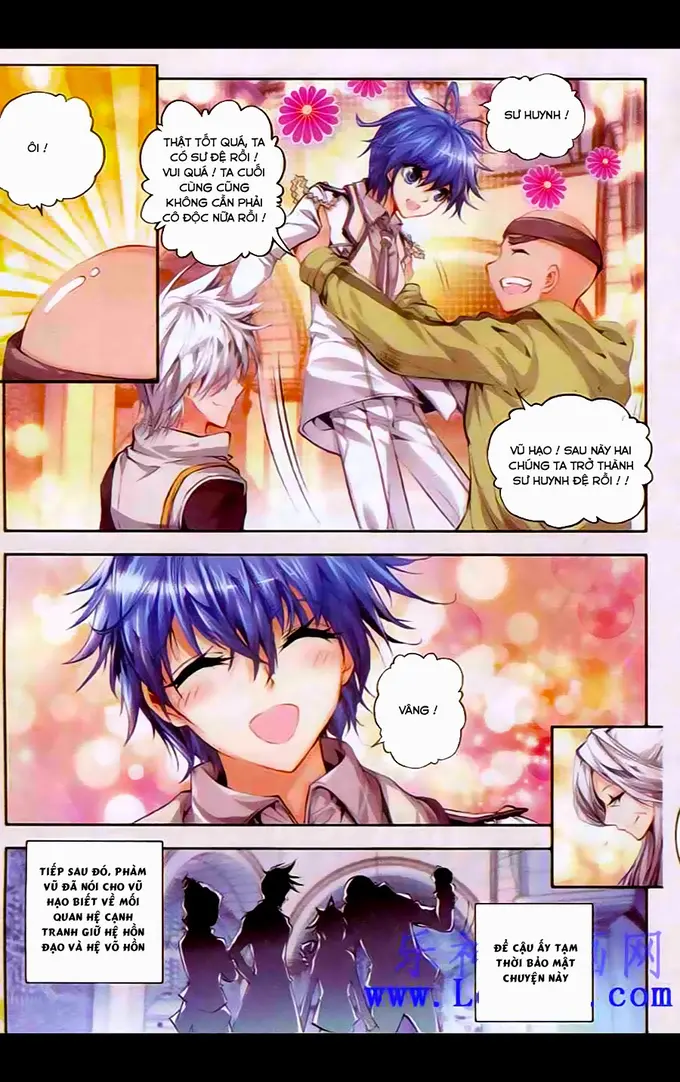 ÔI !
THẬT TỐT QUÁ, TA
CÓ SƯ ĐỆ RỒI !
VUI QUÁ ! TA CUỐI
CÙNG CŨNG
KHÔNG CẦN PHẢI
CÔ ĐỘC NỮA RỒI !
SƯ HUYNH !
VŨ HẠO ! SAU NÀY HAI
CHÚNG TA TRỞ THÀNH
SƯ HUYNH ĐỆ RỒI ! !
VÂNG !
TIẾP SAU ĐÓ, PHÀM
VŨ ĐÃ NÓI CHO VŨ
HẠO BIẾT VỀ MỐI
QUAN HỆ CẠNH
TRANH GIỮ HỆ HỒN
ĐẠO VÀ HỆ VÕ HỒN
ĐỂ CẬU ẤY TẠM
THỜI BẢO MẬT
CHUYỆN NÀY